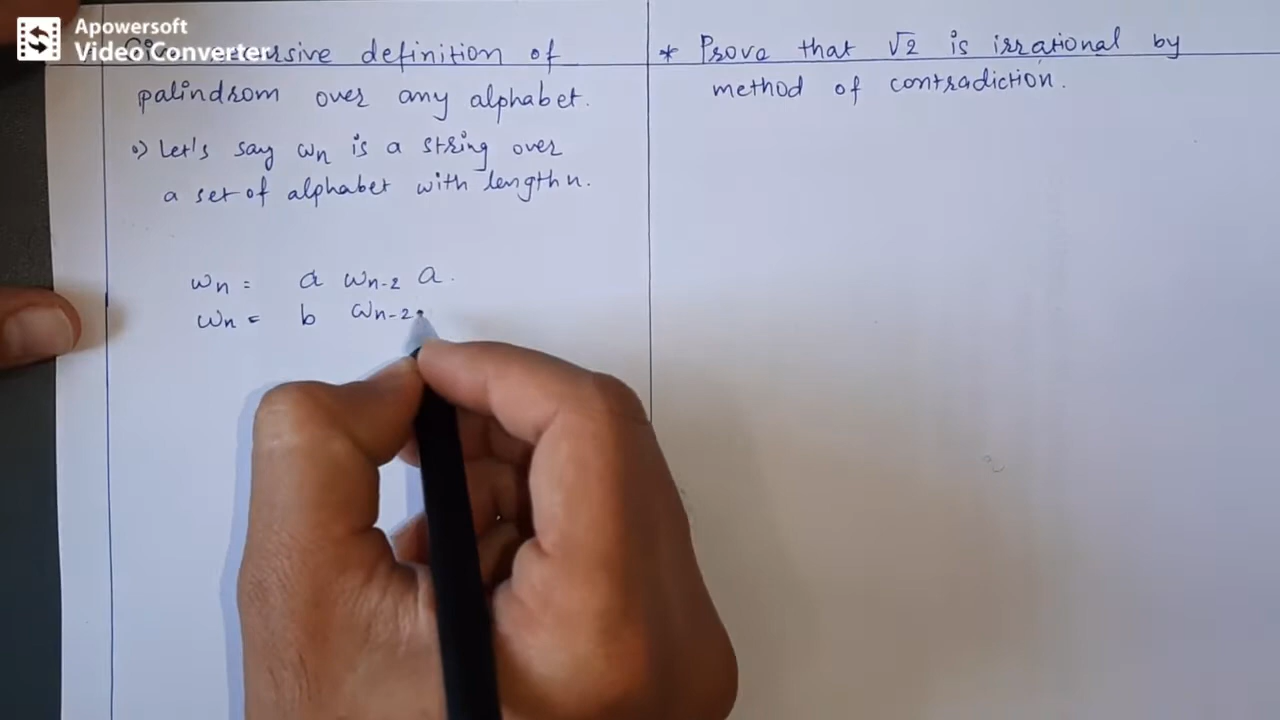 Apowersoft
Video Converter
definition of
palindrom over any alphabet.
Let's say wn is a string over
a set of alphabet with length n.
wn = a wn-2 a.
wn = b wn-2
* Prove that √2 is irrational by
method of contradiction.